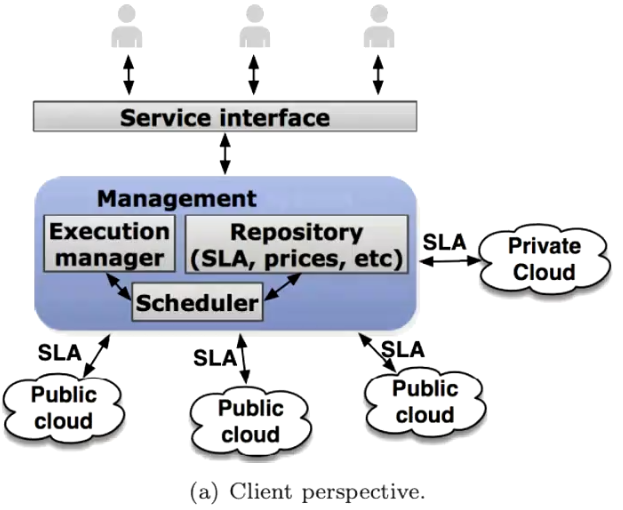 Service interface
Management
Execution
manager
Repository
(SLA, prices, etc)
Scheduler
SLA
Private
Cloud
SLA
Public
cloud
SLA
Public
cloud
SLA
Public
cloud
(a) Client perspective.